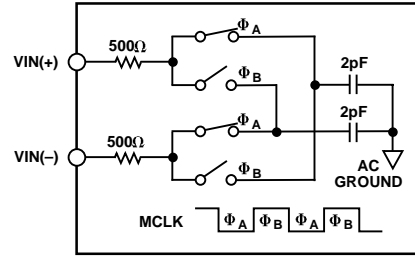 500Ω
VIN(+)
ΦA
ΦB
2pF
2pF
500Ω
VIN(–)
ΦA
ΦB
AC
GROUND
MCLK
ΦA ΦB ΦA ΦB